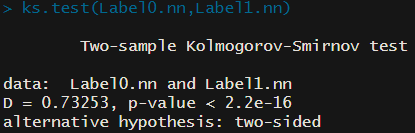 > ks.test(Label0.nn,Label1.nn)
Two-sample Kolmogorov-Smirnov test
data:  Label0.nn and Label1.nn
D = 0.73253, p-value < 2.2e-16
alternative hypothesis: two-sided